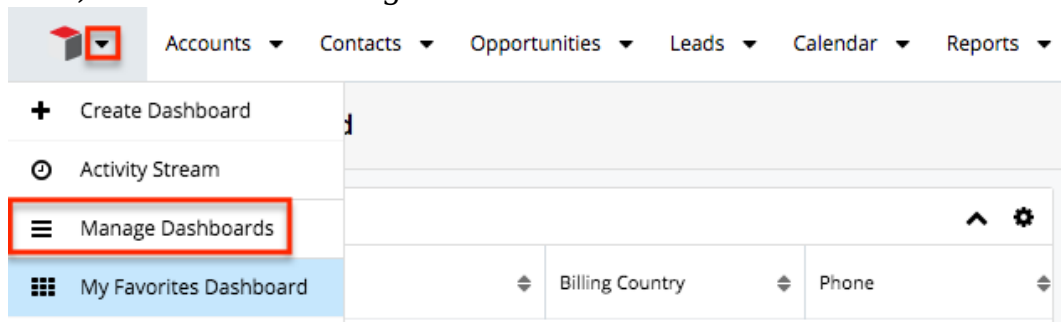 Accounts Contacts Opportunities Leads Calendar Reports
Create Dashboard
d
Activity Stream
Manage Dashboards
My Favorites Dashboard Billing Country Phone